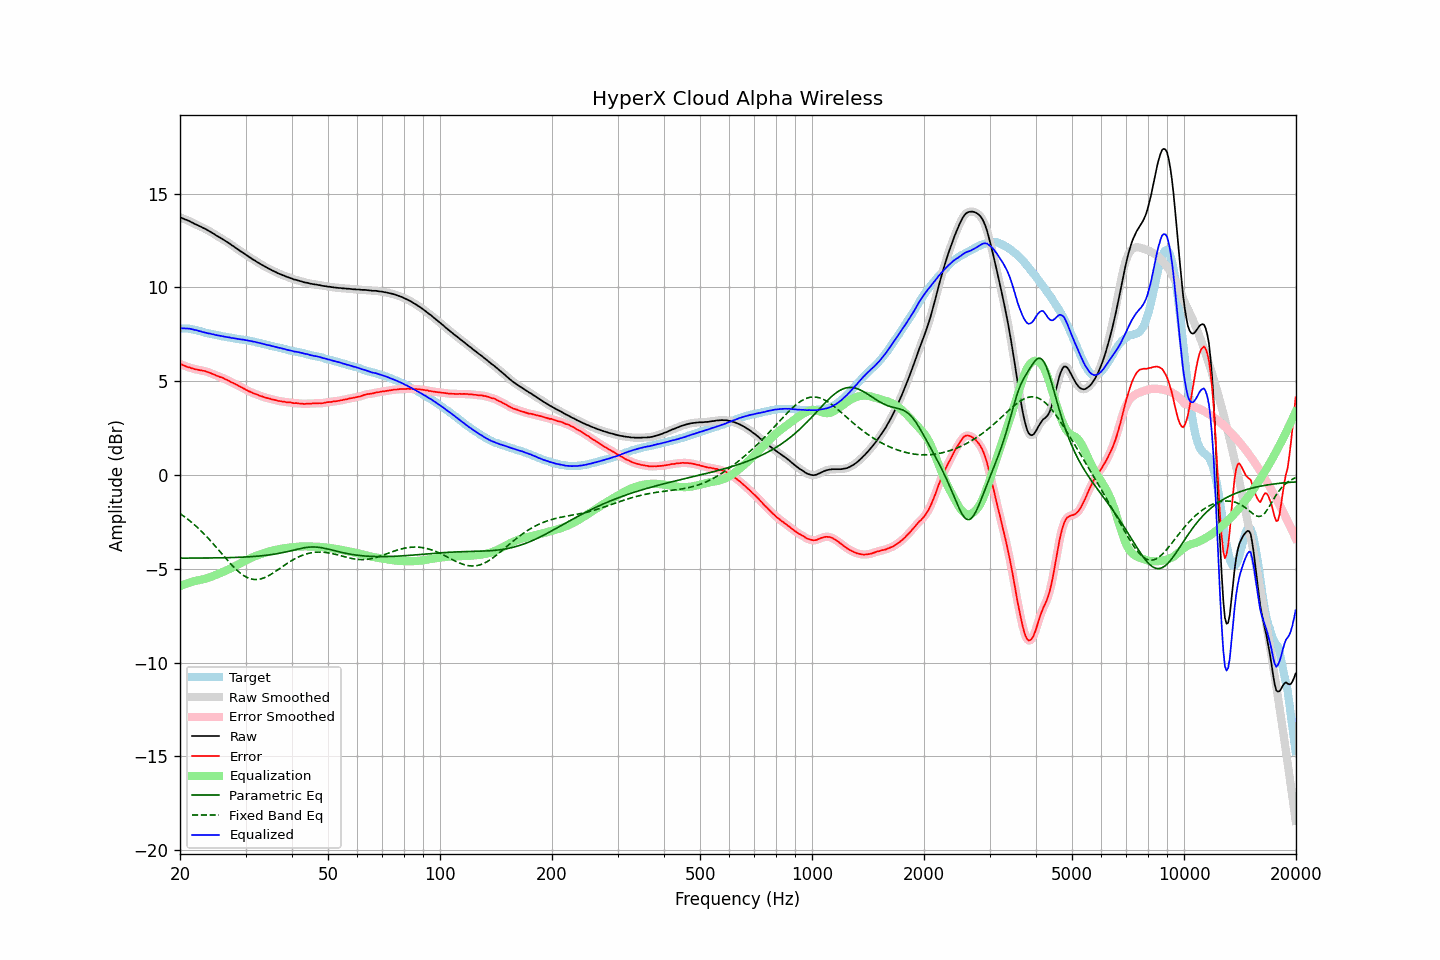 HyperX Cloud Alpha Wireless
15
10
5
0
−5
−10
−15
−20
Amplitude (dBr)
Target
Raw Smoothed
Error Smoothed
Raw
Error
Equalization
Parametric Eq
Fixed Band Eq
Equalized
20 50 100 200 500 1000 2000 5000 10000 20000
Frequency (Hz)